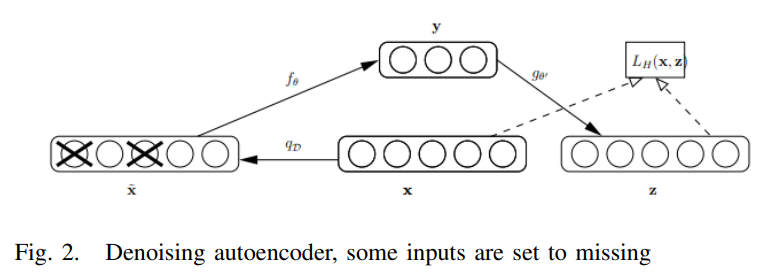 y
L_H(x, z)
f_θ
g_θ'
q_D
x̃
x
z
Fig. 2. Denoising autoencoder, some inputs are set to missing